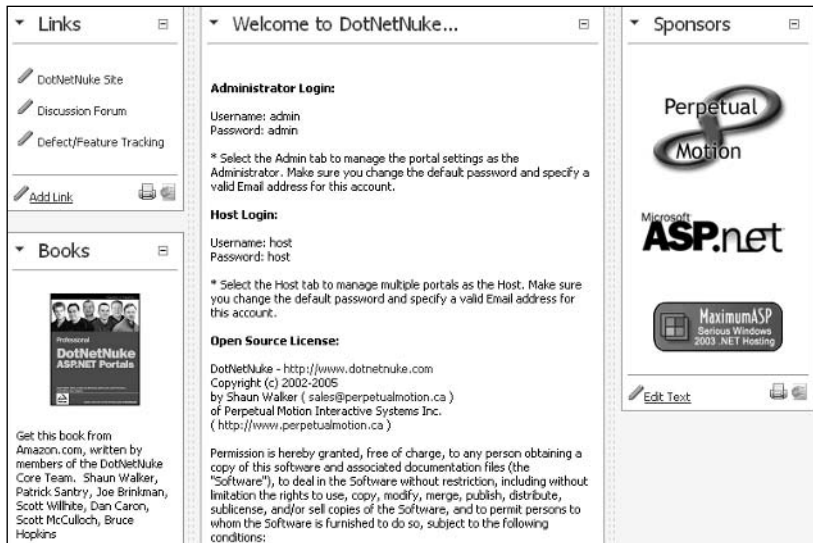 Links
DotNetNuke Site
Discussion Forum
Defect/Feature Tracking
Add Link
Books
Professional
DotNetNuke
ASP.NET Portals
Get this book from
Amazon.com, written by
members of the DotNetNuke
Core Team. Shaun Walker,
Patrick Santry, Joe Brinkman,
Scott Willhite, Dan Caron,
Scott McCulloch, Bruce
Hopkins
Welcome to DotNetNuke...
Administrator Login:
Username: admin
Password: admin
* Select the Admin tab to manage the portal settings as the
Administrator. Make sure you change the default password and specify a
valid Email address for this account.
Host Login:
Username: host
Password: host
* Select the Host tab to manage multiple portals as the Host. Make sure
you change the default password and specify a valid Email address for
this account.
Open Source License:
DotNetNuke - http://www.dotnetnuke.com
Copyright (c) 2002-2005
by Shaun Walker ( sales@perpetualmotion.ca )
of Perpetual Motion Interactive Systems Inc.
( http://www.perpetualmotion.ca )
Permission is hereby granted, free of charge, to any person obtaining a
copy of this software and associated documentation files (the
"Software"), to deal in the Software without restriction, including without
limitation the rights to use, copy, modify, merge, publish, distribute,
sublicense, and/or sell copies of the Software, and to permit persons to
whom the Software is furnished to do so, subject to the following
conditions:
Sponsors
Perpetual
Motion
Microsoft
ASP.net
MaximumASP
Serious Windows
2003 .NET Hosting
Edit Text